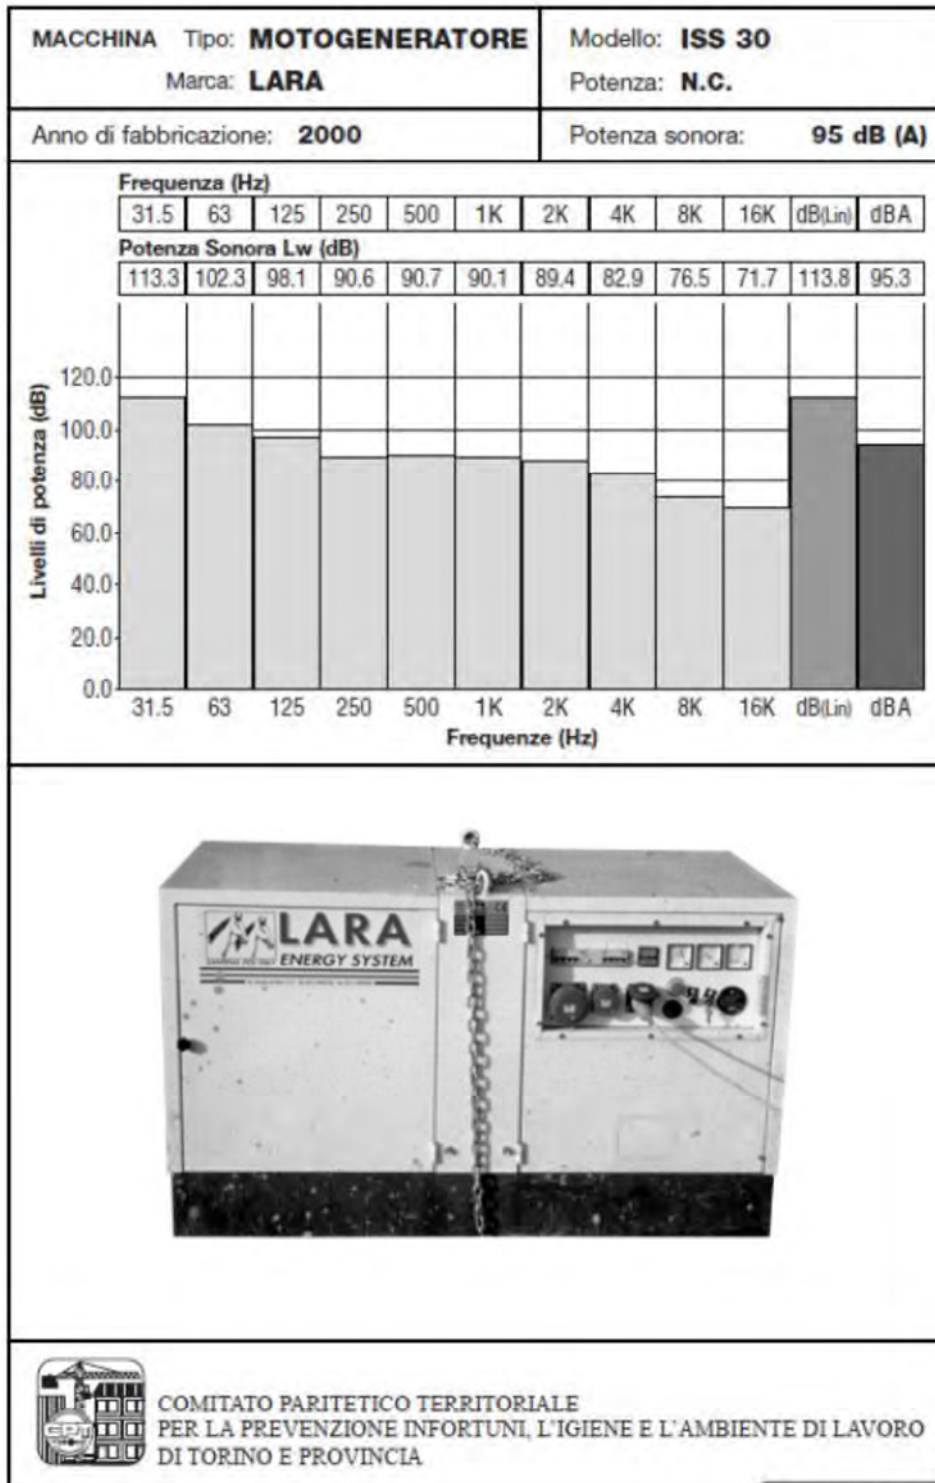 MACCHINA Tipo: MOTOGENERATORE
Marca: LARA
Modello: ISS 30
Potenza: N.C.
Anno di fabbricazione: 2000
Potenza sonora: 95 dB (A)
Frequenza (Hz)
31.5 63 125 250 500 1K 2K 4K 8K 16K dB(Lin) dBA
Potenza Sonora Lw (dB)
113.3 102.3 98.1 90.6 90.7 90.1 89.4 82.9 76.5 71.7 113.8 95.3
Livelli di potenza (dB)
120.0
100.0
80.0
60.0
40.0
20.0
0.0
31.5 63 125 250 500 1K 2K 4K 8K 16K dB(Lin) dBA
Frequenze (Hz)
LARA
ENERGY SYSTEM
CPT
COMITATO PARITETICO TERRITORIALE
PER LA PREVENZIONE INFORTUNI, L'IGIENE E L'AMBIENTE DI LAVORO
DI TORINO E PROVINCIA